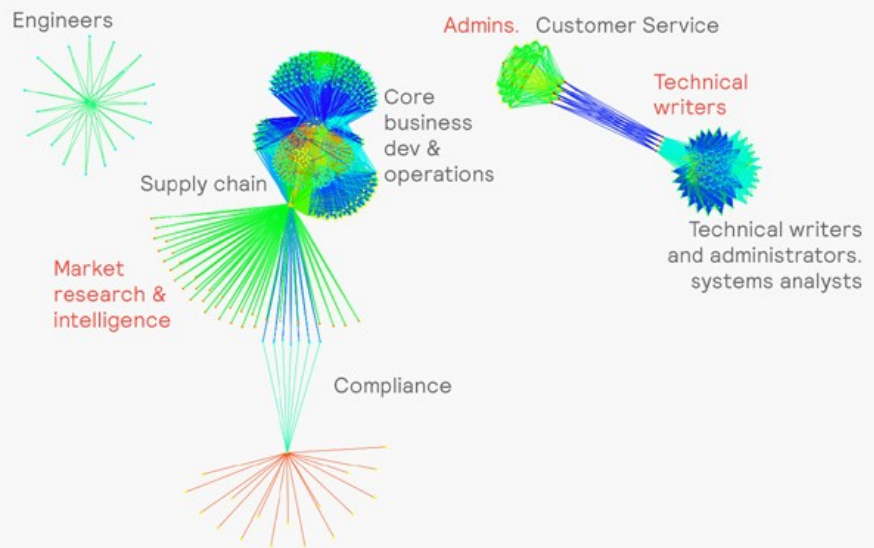 Engineers
Admins. Customer Service
Technical
writers
Core
business
dev &
operations
Supply chain
Technical writers
and administrators.
systems analysts
Market
research &
intelligence
Compliance